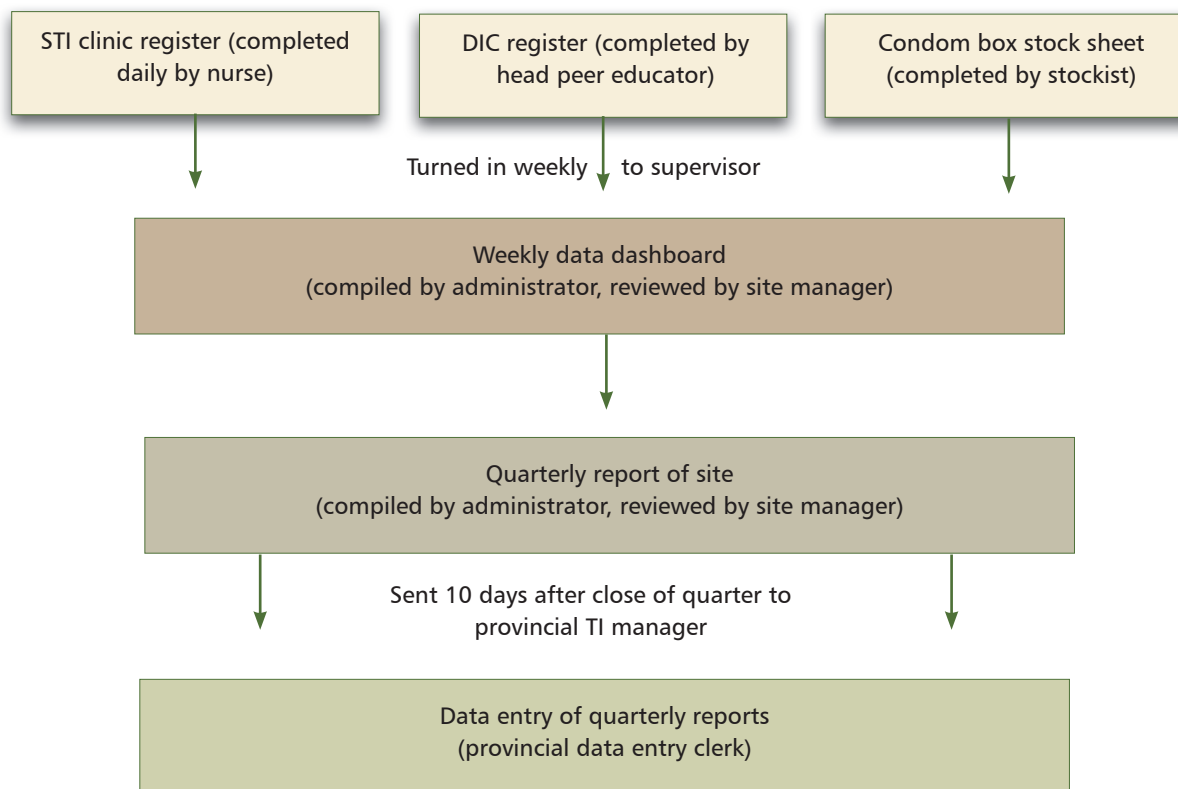 STI clinic register (completed
daily by nurse)
DIC register (completed by
head peer educator)
Condom box stock sheet
(completed by stockist)
Turned in weekly to supervisor
Weekly data dashboard
(compiled by administrator, reviewed by site manager)
Quarterly report of site
(compiled by administrator, reviewed by site manager)
Sent 10 days after close of quarter to
provincial TI manager
Data entry of quarterly reports
(provincial data entry clerk)